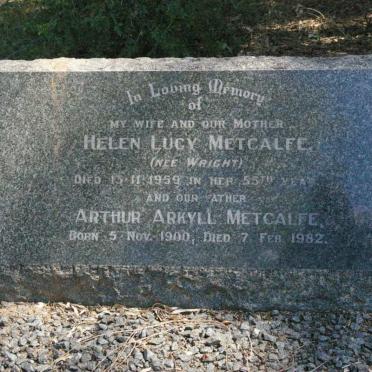 In Loving Memory
of
MY WIFE AND OUR MOTHER
HELEN LUCY METCALFE.
(NEE WRIGHT)
DIED 13·11·1959 IN HER 55TH YEAR
AND OUR FATHER
ARTHUR ARKYLL METCALFE,
BORN 5 NOV. 1900, DIED 7 FEB. 1982.